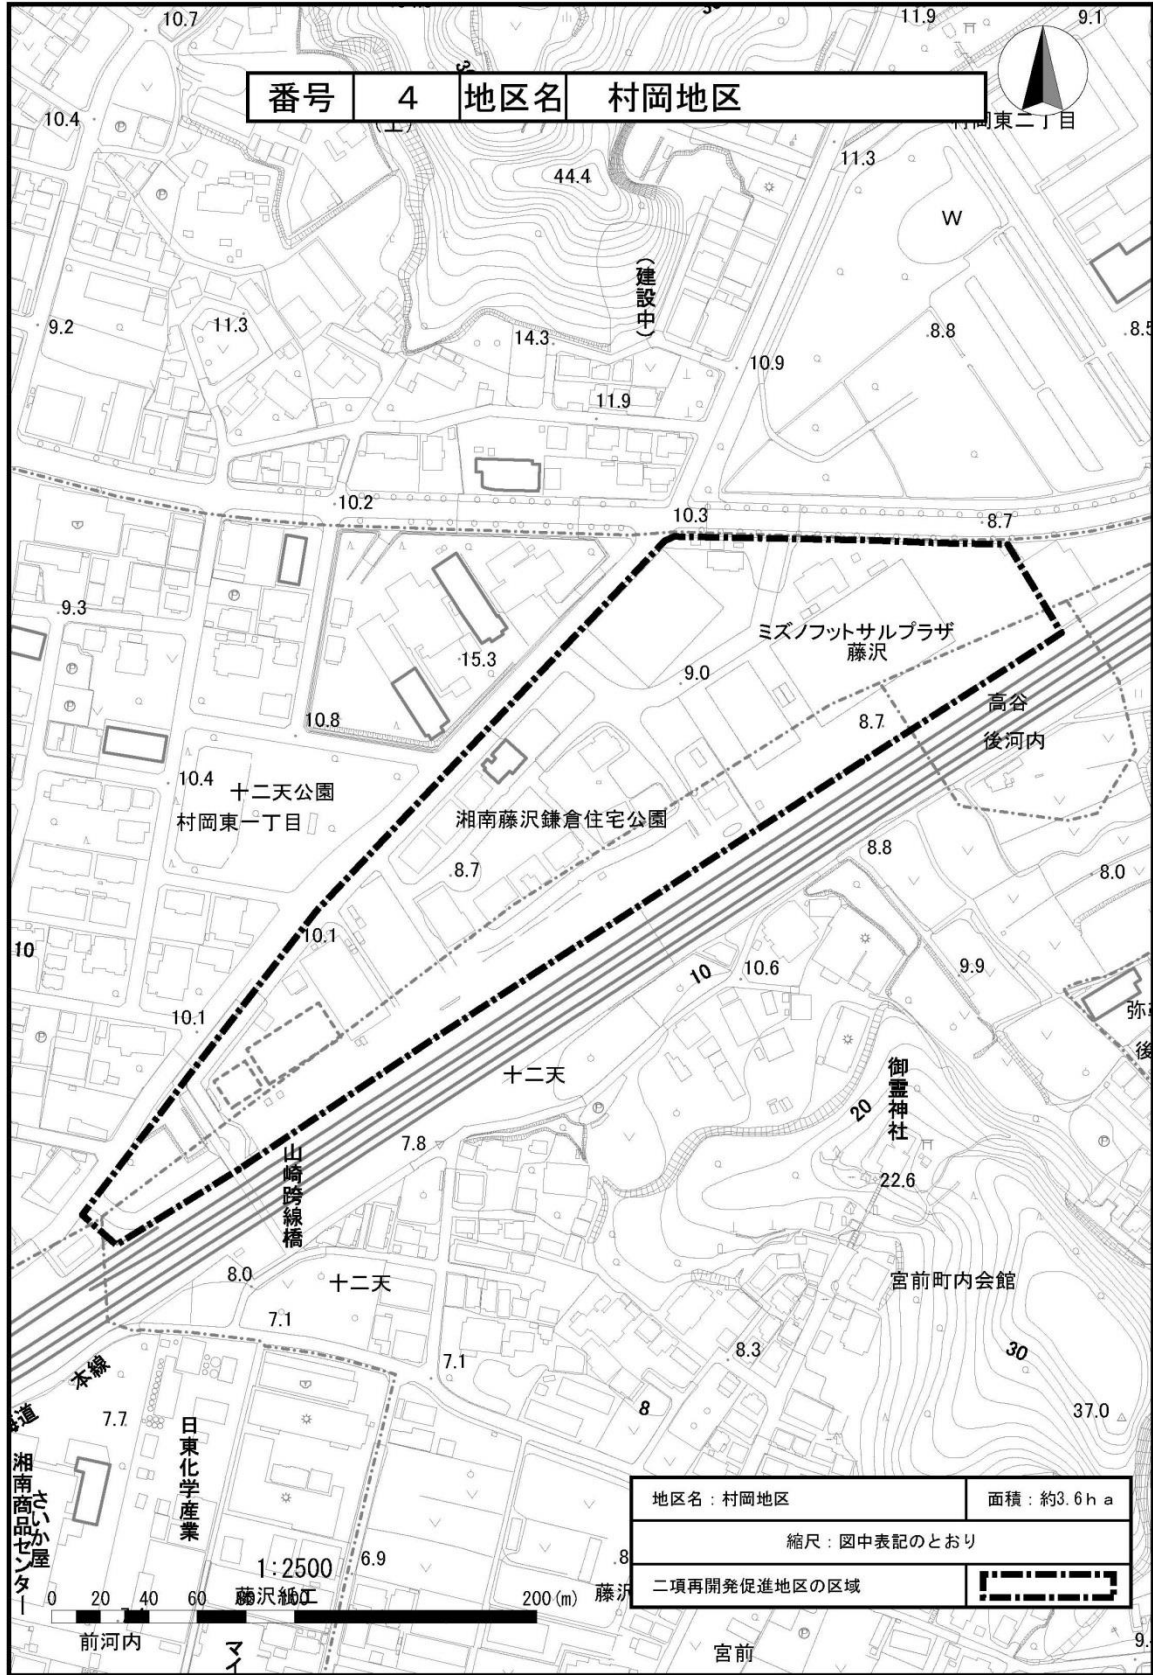 10.7
11.9
9.1
番号 4 地区名 村岡地区
10.4
村岡東二丁目
11.3
44.4
W
(建設中)
9.2
11.3
14.3
8.8
8.5
10.9
11.9
10.2
10.3
8.7
9.3
15.3
ミズノフットサルプラザ
藤沢
9.0
10.8
8.7
高谷
後河内
10.4
十二天公園
村岡東一丁目
湘南藤沢鎌倉住宅公園
8.7
8.8
8.0
10
10.1
10
10.6
9.9
10.1
十二天
御霊神社
20
7.8
山崎跨線橋
22.6
8.0
十二天
宮前町内会館
7.1
8.3
30
7.1
本線
8
37.0
7.7
日東化学産業
湘南商品センター
さいか屋
地区名：村岡地区 面積：約3.6ha
縮尺：図中表記のとおり
二項再開発促進地区の区域
1:2500
6.9
藤沢紙工
藤沢
0 20 40 60 80 100 200(m)
前河内
マイ
宮前